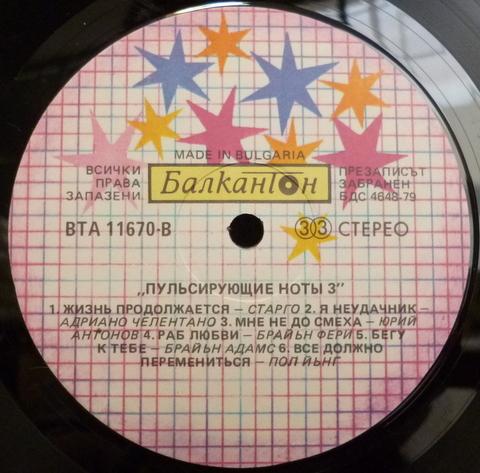 MADE IN BULGARIA
ВСИЧКИ
ПРАВА
ЗАПАЗЕНИ
Балкантон
ПРЕЗАПИСЪТ
ЗАБРАНЕН
БДС 4648-79
ВТА 11670-В
33 СТЕРЕО
„ПУЛЬСИРУЮЩИЕ НОТЫ 3”
1. ЖИЗНЬ ПРОДОЛЖАЕТСЯ – СТАРГО 2. Я НЕУДАЧНИК –
АДРИАНО ЧЕЛЕНТАНО 3. МНЕ НЕ ДО СМЕХА – ЮРИЙ
АНТОНОВ 4. РАБ ЛЮБВИ – БРАЙЪН ФЕРИ 5. БЕГУ
К ТЕБЕ – БРАЙЪН АДАМС 6. ВСЕ ДОЛЖНО
ПЕРЕМЕНИТЬСЯ – ПОЛ ЙЪНГ